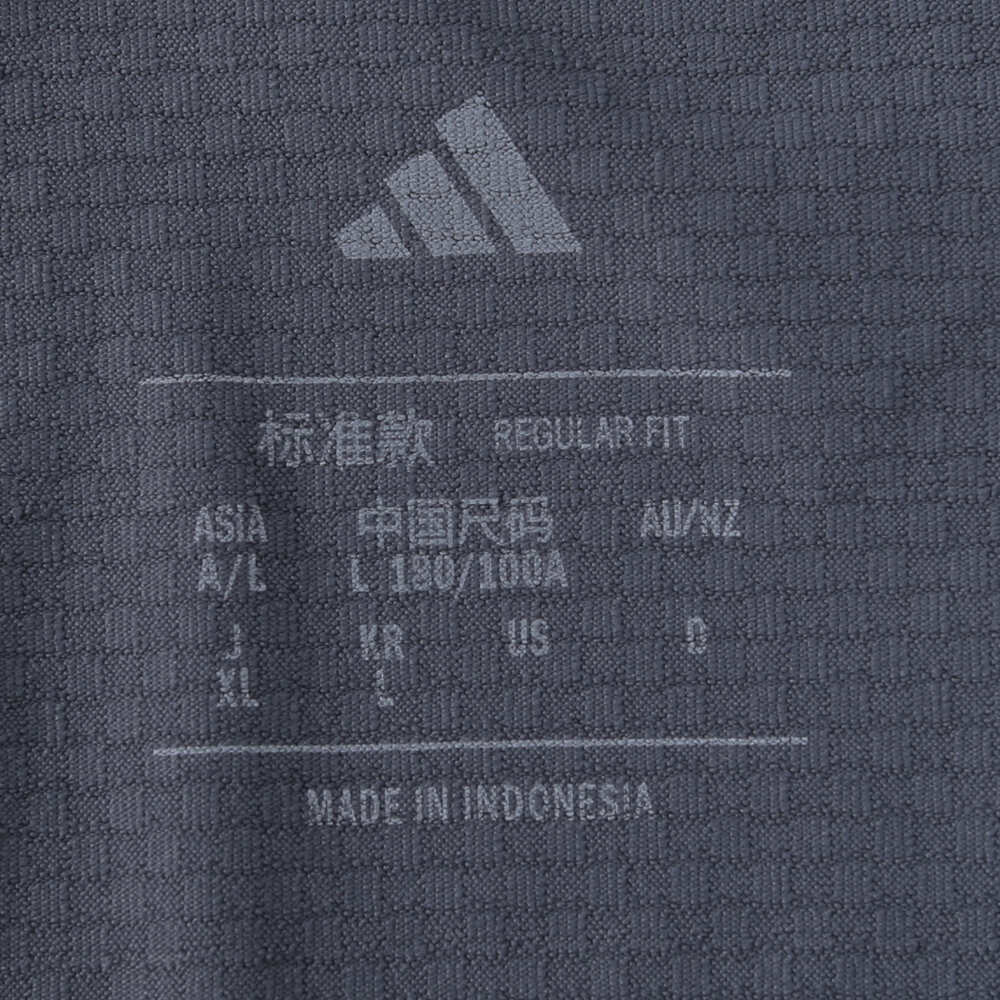 标准款 REGULAR FIT
ASIA 中国尺码 AU/NZ
A/L L 180/100A
J KR US D
XL L
MADE IN INDONESIA